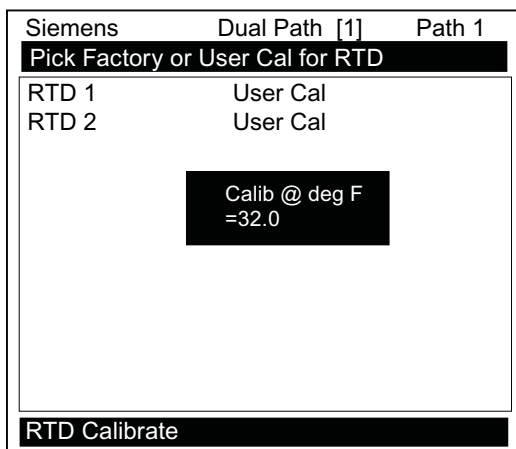 Siemens Dual Path [1] Path 1
Pick Factory or User Cal for RTD
RTD 1 User Cal
RTD 2 User Cal
Calib @ deg F
=32.0
RTD Calibrate